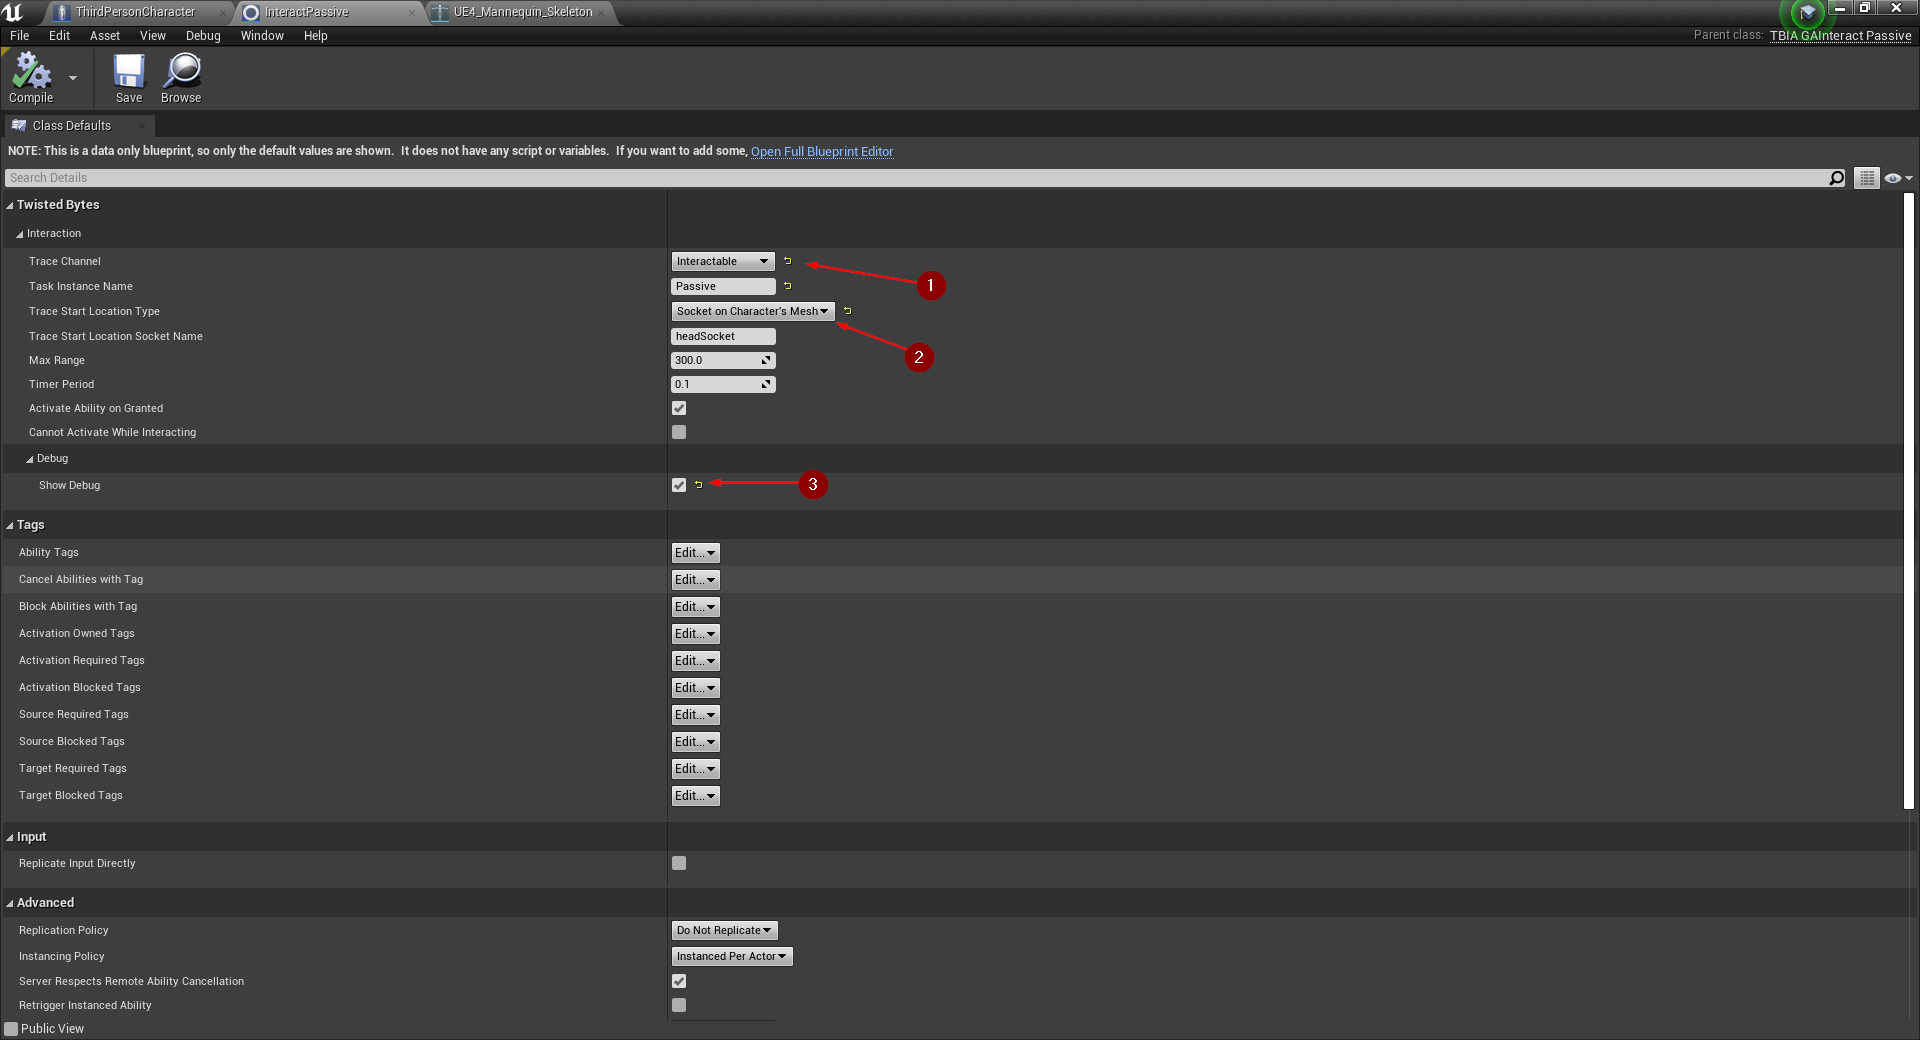 ThirdPersonCharacter
InteractPassive
UE4_Mannequin_Skeleton
File Edit Asset View Debug Window Help
Parent class: TBIA GAInteract Passive
Compile
Save
Browse
Class Defaults
NOTE: This is a data only blueprint, so only the default values are shown. It does not have any script or variables. If you want to add some, Open Full Blueprint Editor
Search Details
Twisted Bytes
Interaction
Trace Channel Interactable
1
Task Instance Name Passive
Trace Start Location Type Socket on Character's Mesh
2
Trace Start Location Socket Name headSocket
Max Range 300.0
Timer Period 0.1
Activate Ability on Granted
Cannot Activate While Interacting
Debug
Show Debug 3
Tags
Ability Tags Edit...
Cancel Abilities with Tag Edit...
Block Abilities with Tag Edit...
Activation Owned Tags Edit...
Activation Required Tags Edit...
Activation Blocked Tags Edit...
Source Required Tags Edit...
Source Blocked Tags Edit...
Target Required Tags Edit...
Target Blocked Tags Edit...
Input
Replicate Input Directly
Advanced
Replication Policy Do Not Replicate
Instancing Policy Instanced Per Actor
Server Respects Remote Ability Cancellation
Retrigger Instanced Ability
Public View